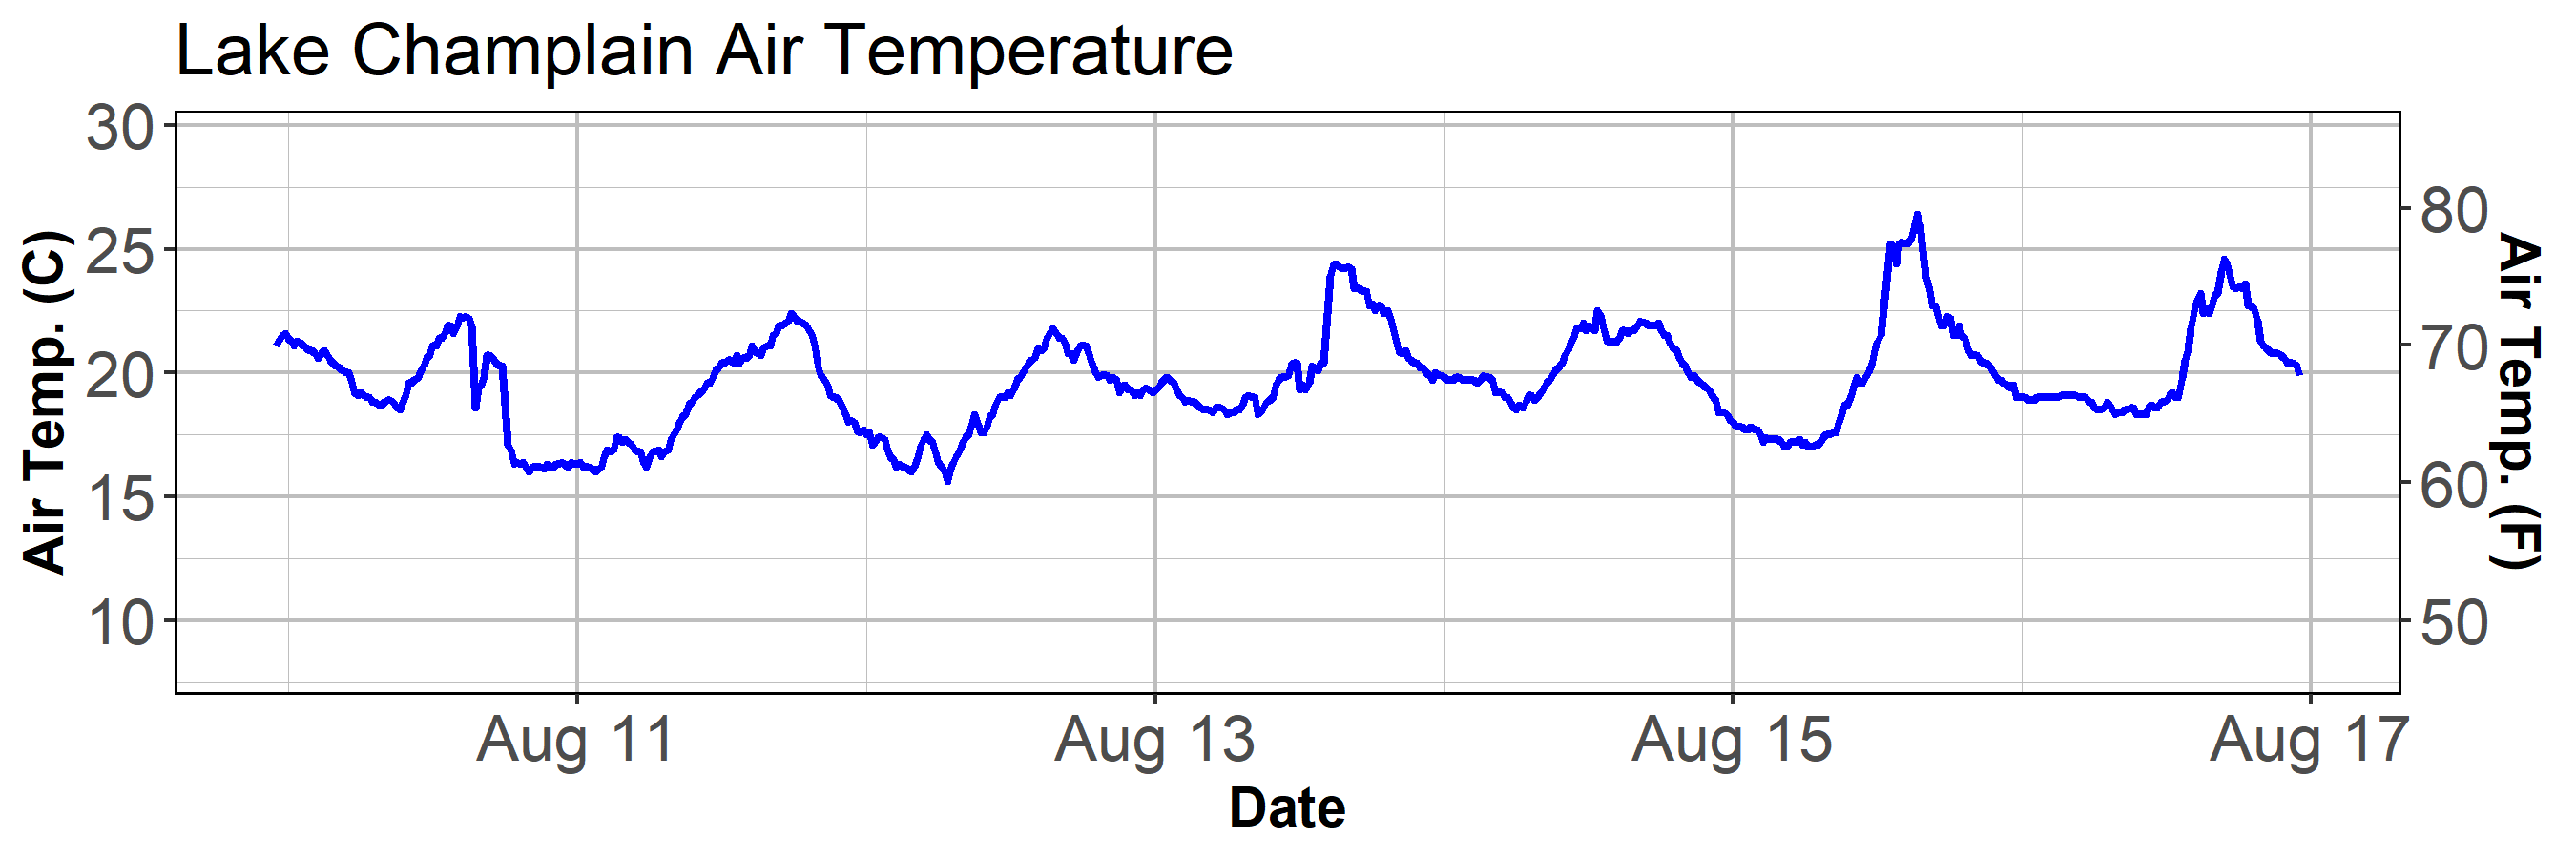 Lake Champlain Air Temperature
30
25
20
15
10
Air Temp. (C)
80
70
60
50
Air Temp. (F)
Aug 11
Aug 13
Aug 15
Aug 17
Date